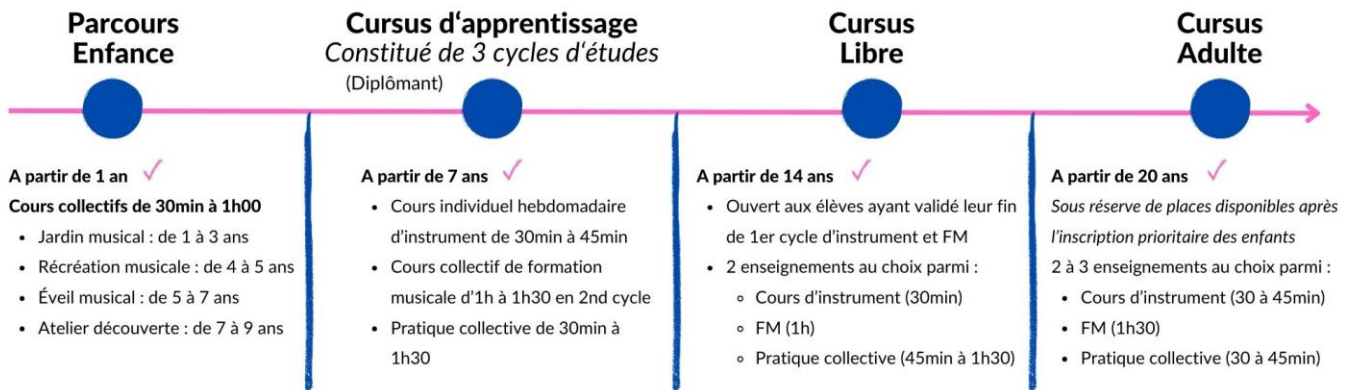 Parcours
Enfance
A partir de 1 an
Cours collectifs de 30min à 1h00
• Jardin musical : de 1 à 3 ans
• Récréation musicale : de 4 à 5 ans
• Éveil musical : de 5 à 7 ans
• Atelier découverte : de 7 à 9 ans
Cursus d'apprentissage
Constitué de 3 cycles d'études
(Diplômant)
A partir de 7 ans
• Cours individuel hebdomadaire
d'instrument de 30min à 45min
• Cours collectif de formation
musicale d'1h à 1h30 en 2nd cycle
• Pratique collective de 30min à
1h30
Cursus
Libre
A partir de 14 ans
• Ouvert aux élèves ayant validé leur fin
de 1er cycle d'instrument et FM
• 2 enseignements au choix parmi :
◦ Cours d'instrument (30min)
◦ FM (1h)
◦ Pratique collective (45min à 1h30)
Cursus
Adulte
A partir de 20 ans
Sous réserve de places disponibles après
l'inscription prioritaire des enfants
2 à 3 enseignements au choix parmi :
• Cours d'instrument (30 à 45min)
• FM (1h30)
• Pratique collective (30 à 45min)